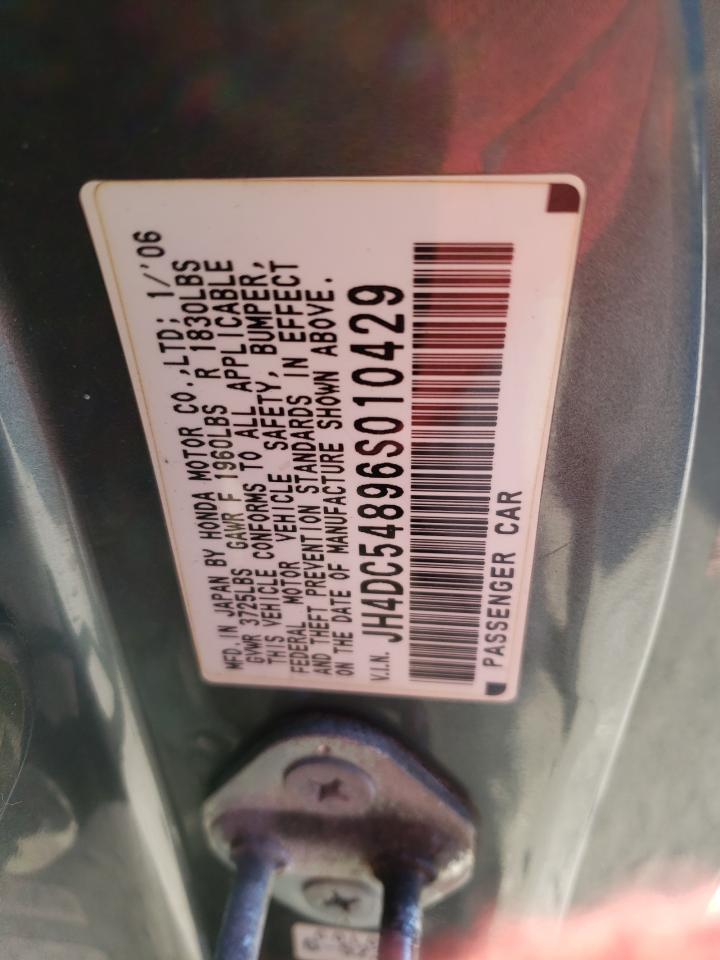 MFD. IN JAPAN BY HONDA MOTOR CO.,LTD; 1/'06
GVWR 3725LBS GAWR F 1960LBS R 1830LBS
THIS VEHICLE CONFORMS TO ALL APPLICABLE
FEDERAL MOTOR VEHICLE SAFETY, BUMPER,
AND THEFT PREVENTION STANDARDS IN EFFECT
ON THE DATE OF MANUFACTURE SHOWN ABOVE.
V.I.N. JH4DC54896S010429
PASSENGER CAR